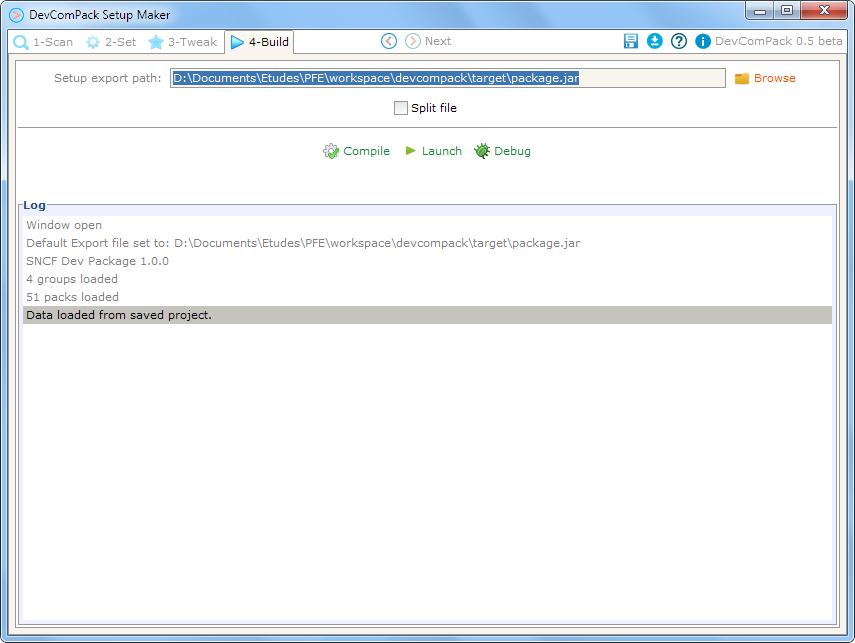 DevComPack Setup Maker
1-Scan 2-Set 3-Tweak 4-Build Next DevComPack 0.5 beta
Setup export path: D:\Documents\Etudes\PFE\workspace\devcompack\target\package.jar Browse
Split file
Compile Launch Debug
Log
Window open
Default Export file set to: D:\Documents\Etudes\PFE\workspace\devcompack\target\package.jar
SNCF Dev Package 1.0.0
4 groups loaded
51 packs loaded
Data loaded from saved project.